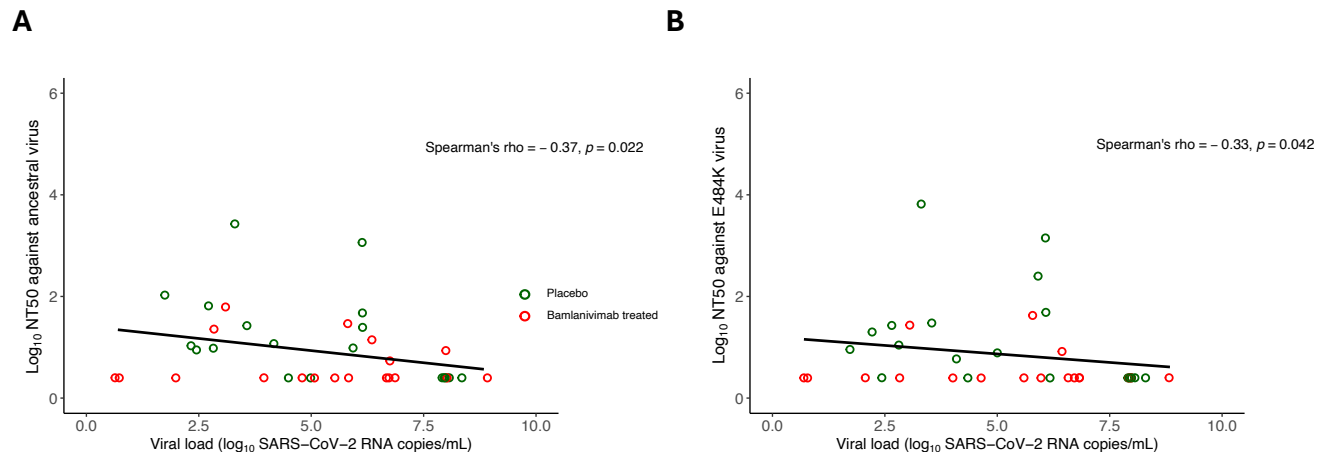 A
B
Log10 NT50 against ancestral virus
6
4
2
0
Spearman's rho = − 0.37, p = 0.022
Placebo
Bamlanivimab treated
0.0 2.5 5.0 7.5 10.0
Viral load (log10 SARS−CoV−2 RNA copies/mL)
Log10 NT50 against E484K virus
6
4
2
0
Spearman's rho = − 0.33, p = 0.042
0.0 2.5 5.0 7.5 10.0
Viral load (log10 SARS−CoV−2 RNA copies/mL)